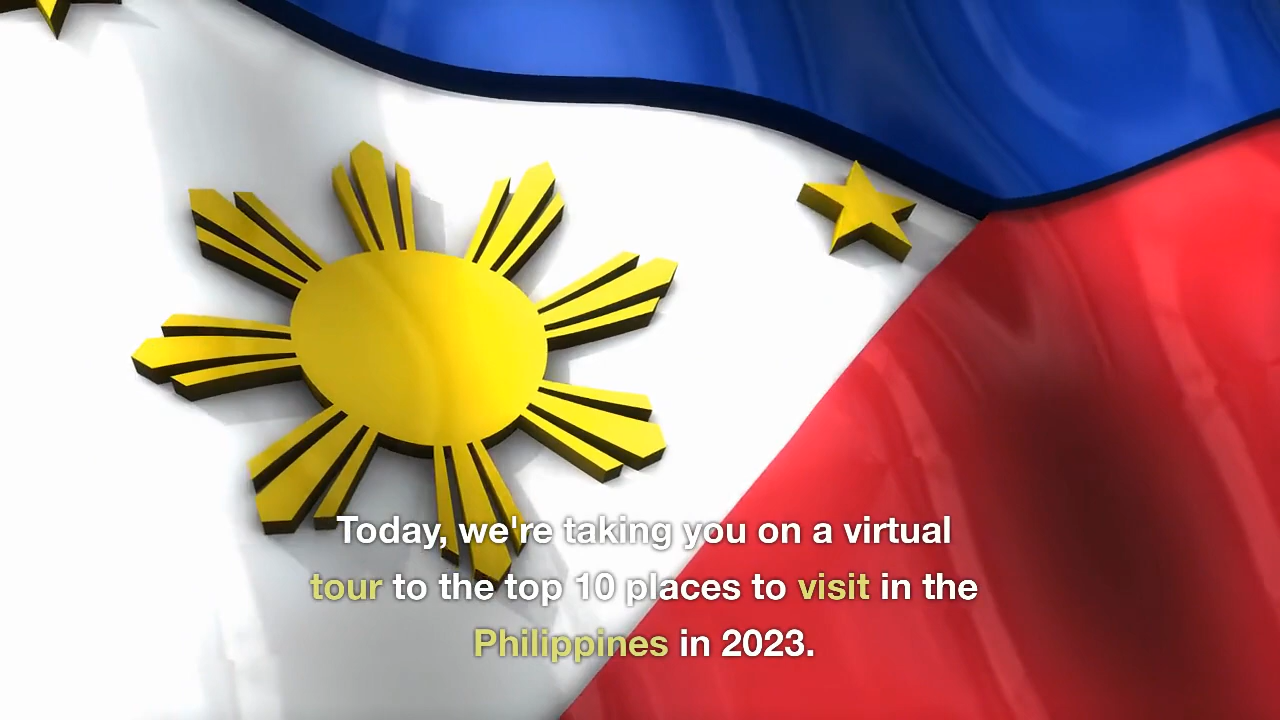 Today, we're taking you on a virtual
tour to the top 10 places to visit in the
Philippines in 2023.